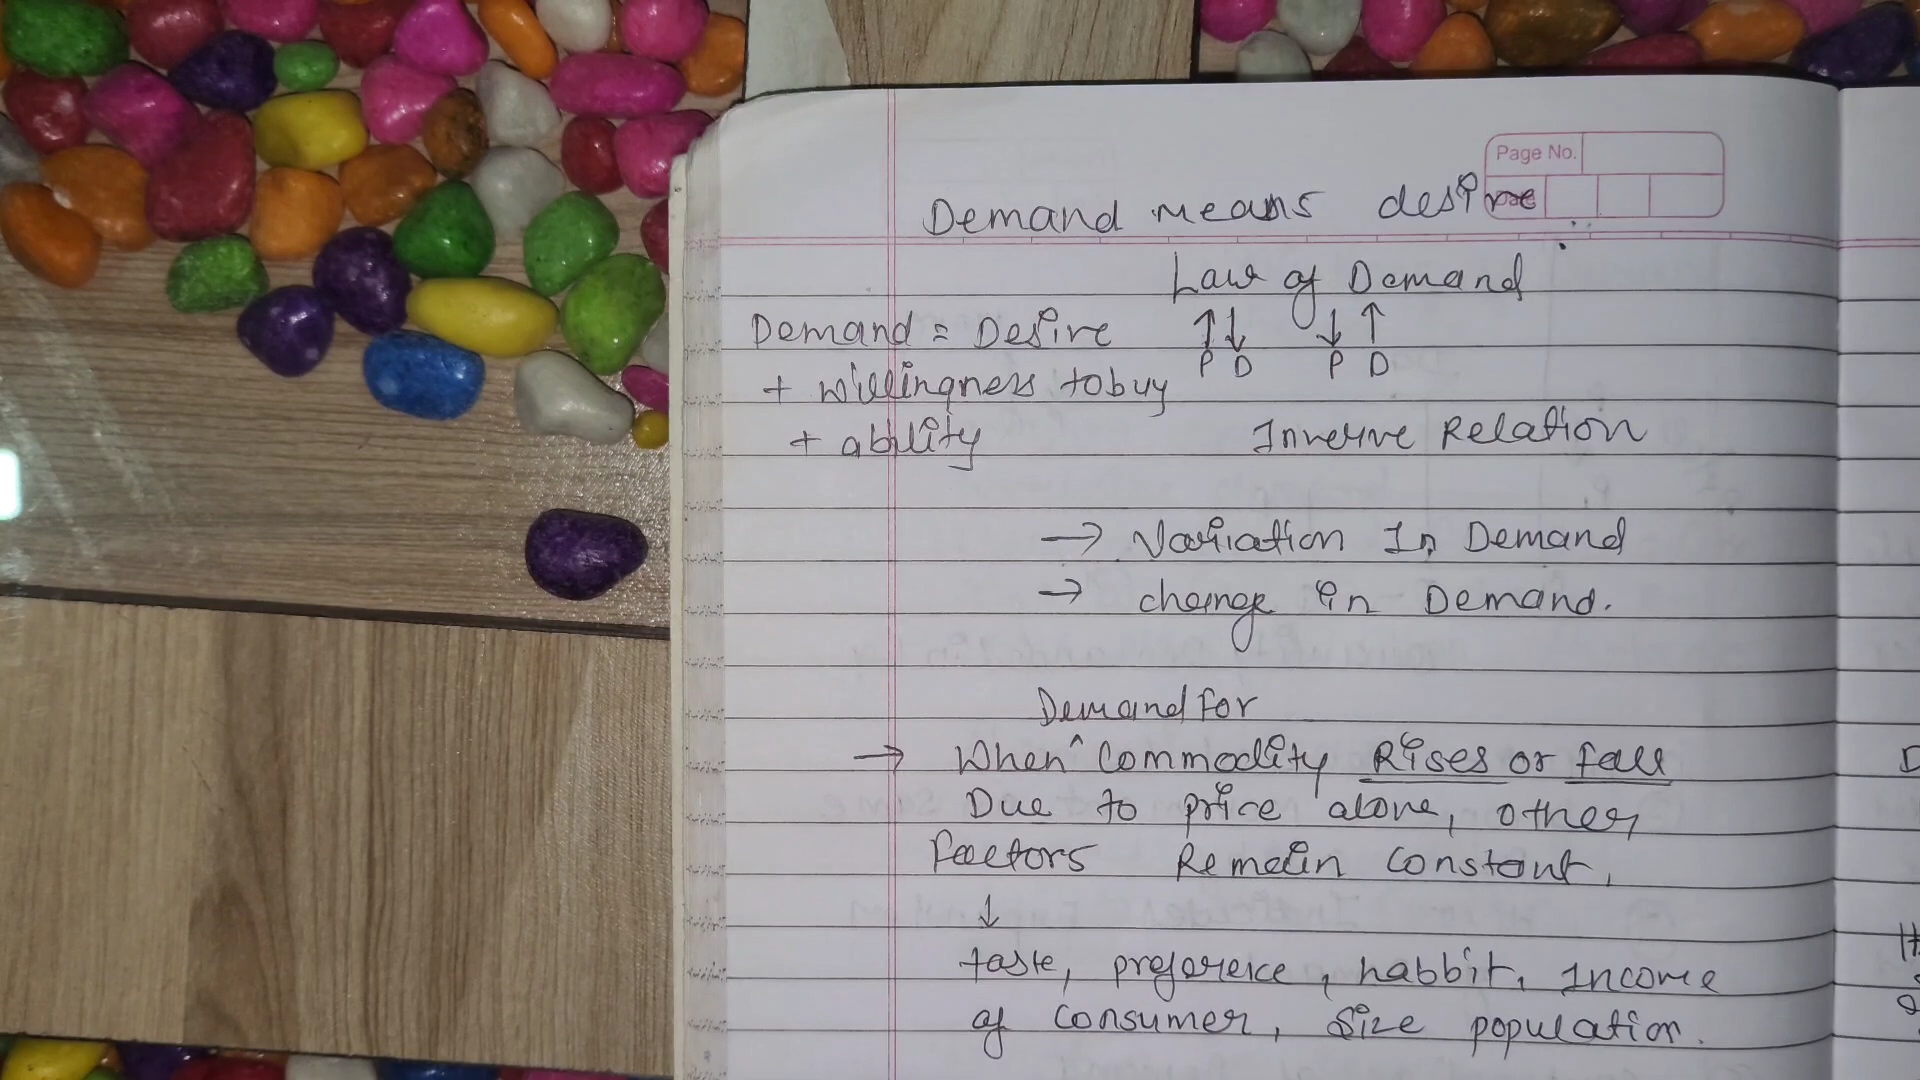 Page No.
Demand means desire
Law of Demand
Demand = Desire
↑↓ ↓↑
P D P D
+ willingness to buy
+ ability
Inverse Relation
→ Variation In Demand
→ change in Demand.
Demand for
→ When ^ Commodity Rises or fall
Due to price alone, other
factors Remain constant,
↓
taste, preference, habbit, Income
of consumer, size population.